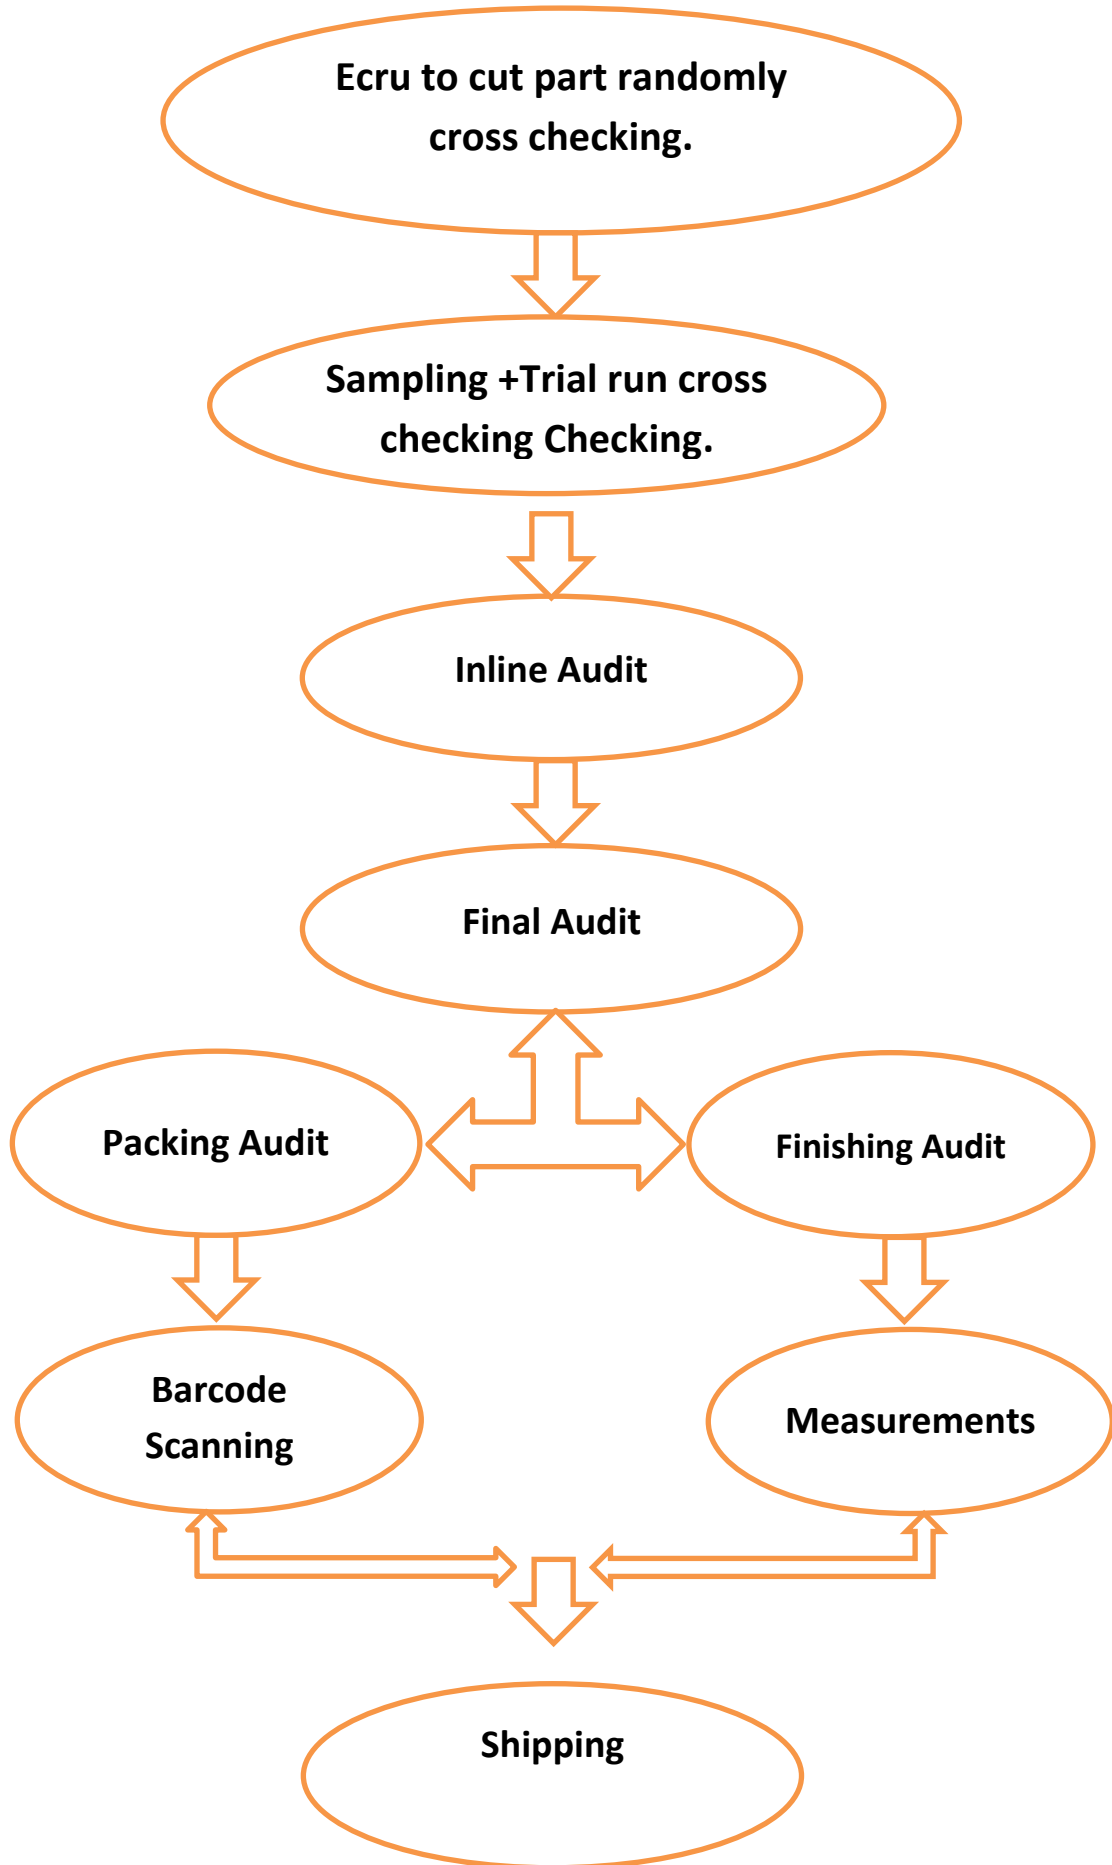 Ecru to cut part randomly
cross checking.
Sampling +Trial run cross
checking Checking.
Inline Audit
Final Audit
Packing Audit
Finishing Audit
Barcode
Scanning
Measurements
Shipping